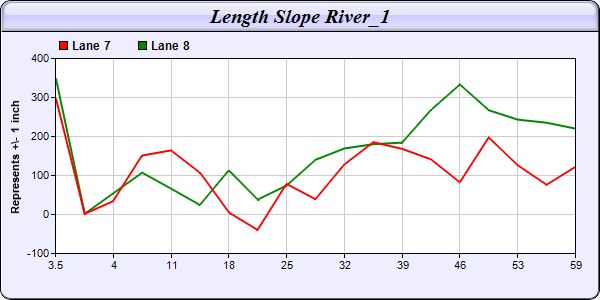 Length Slope River_1
Lane 7 Lane 8
Represents +\- 1 inch
400
300
200
100
0
-100
3.5 4 11 18 25 32 39 46 53 59